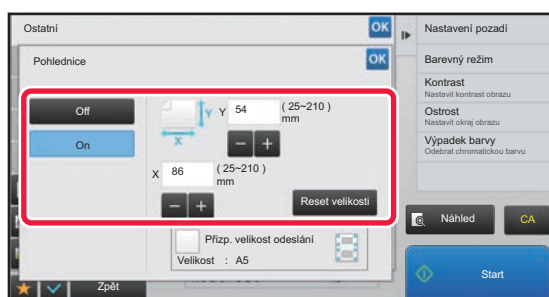 Ostatní
OK
Pohlednice
OK
Off
On
Y
X
Y 54 ( 25~210 )
mm
X 86 ( 25~210 )
mm
Reset velikosti
Přizp. velikost odeslání
Velikost : A5
Zpět
Nastavení pozadí
Barevný režim
Kontrast
Nastavit kontrast obrazu
Ostrost
Nastavit okraj obrazu
Výpadek barvy
Odebrat chromatickou barvu
Náhled
CA
Start